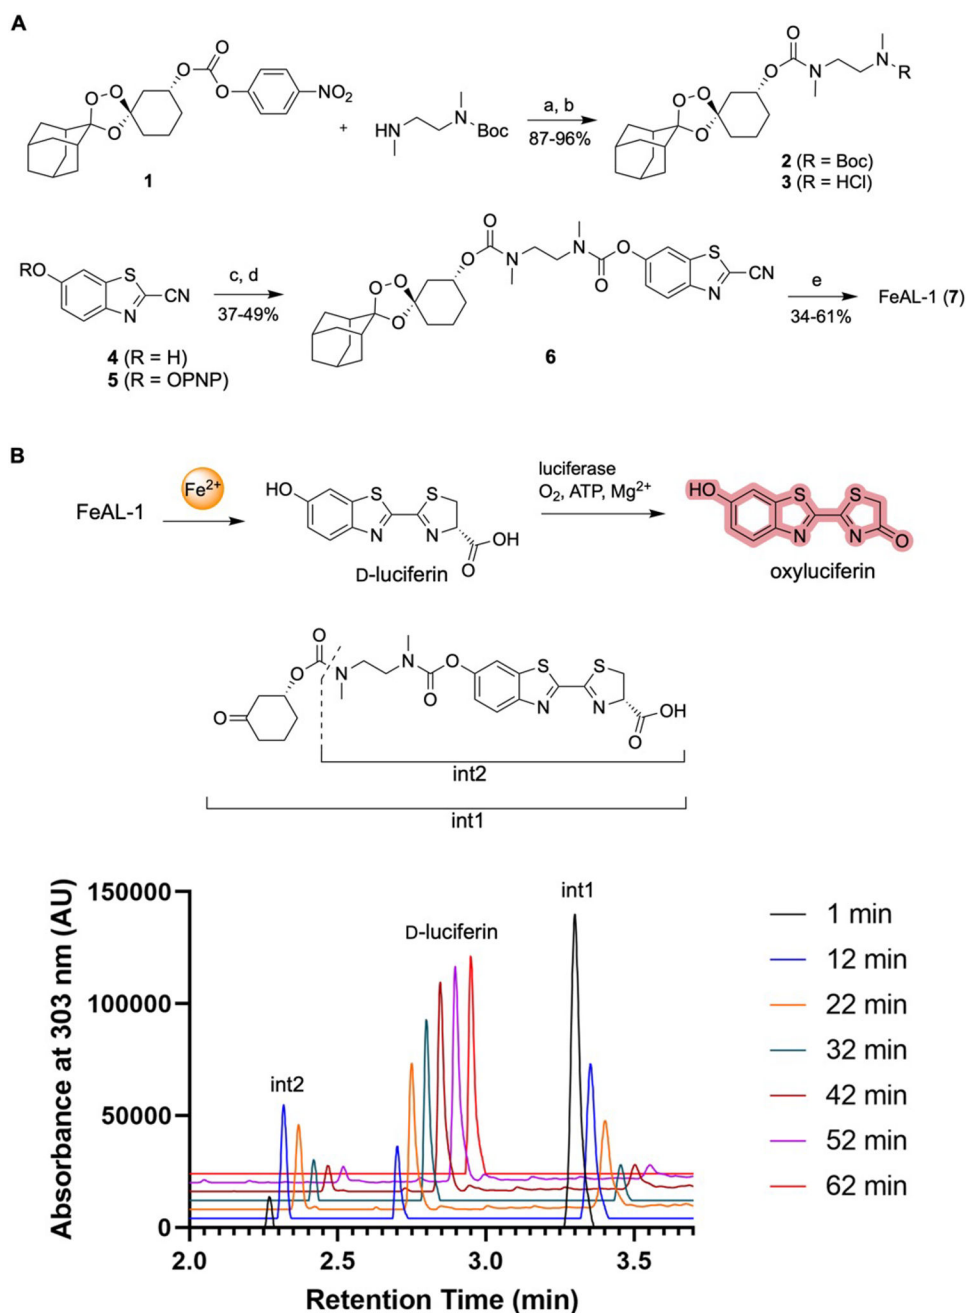 A
O
O
O
NO₂
O O
O
1
+
HN
N
Boc
a, b
87-96%
O
O
N
N
R
O O
O
2 (R = Boc)
3 (R = HCl)
RO
S
N
CN
4 (R = H)
5 (R = OPNP)
c, d
37-49%
O
O
N
N
O
O
S
N
CN
O O
O
6
e
34-61%
FeAL-1 (7)
B
FeAL-1
Fe²⁺
HO
S
N
S
N
OH
O
D-luciferin
luciferase
O₂, ATP, Mg²⁺
HO
S
N
S
N
O
oxyluciferin
O
O
N
N
O
O
O
S
N
S
N
OH
O
int2
int1
Absorbance at 303 nm (AU)
150000
100000
50000
0
int2
D-luciferin
int1
2.0 2.5 3.0 3.5
Retention Time (min)
1 min
12 min
22 min
32 min
42 min
52 min
62 min